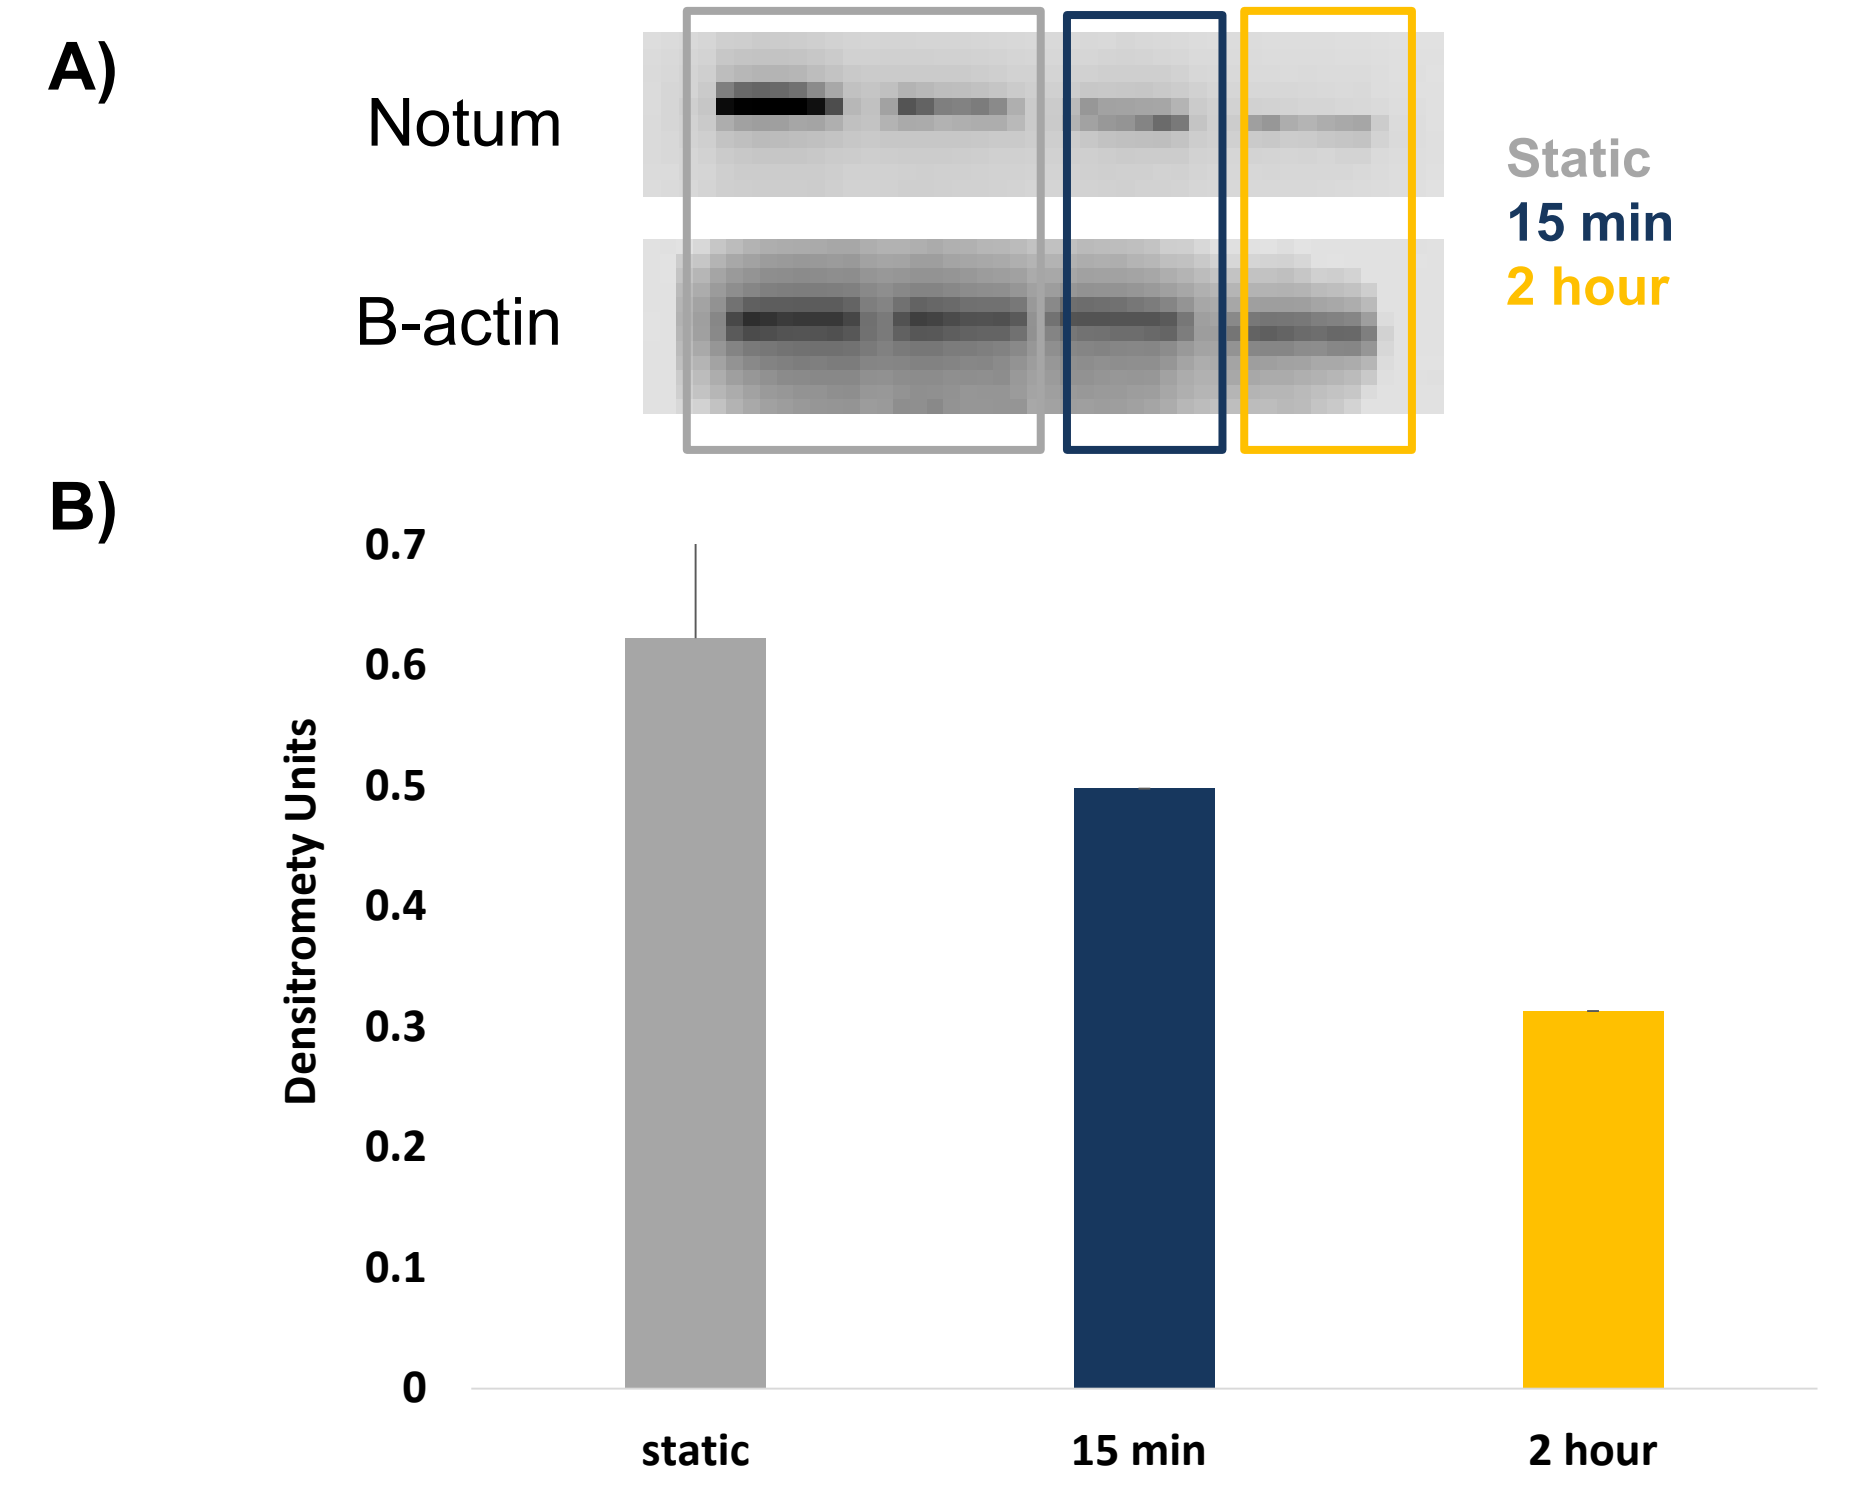 A)
Notum
B-actin
Static
15 min
2 hour
B)
Densitromety Units
0.7
0.6
0.5
0.4
0.3
0.2
0.1
0
static
15 min
2 hour